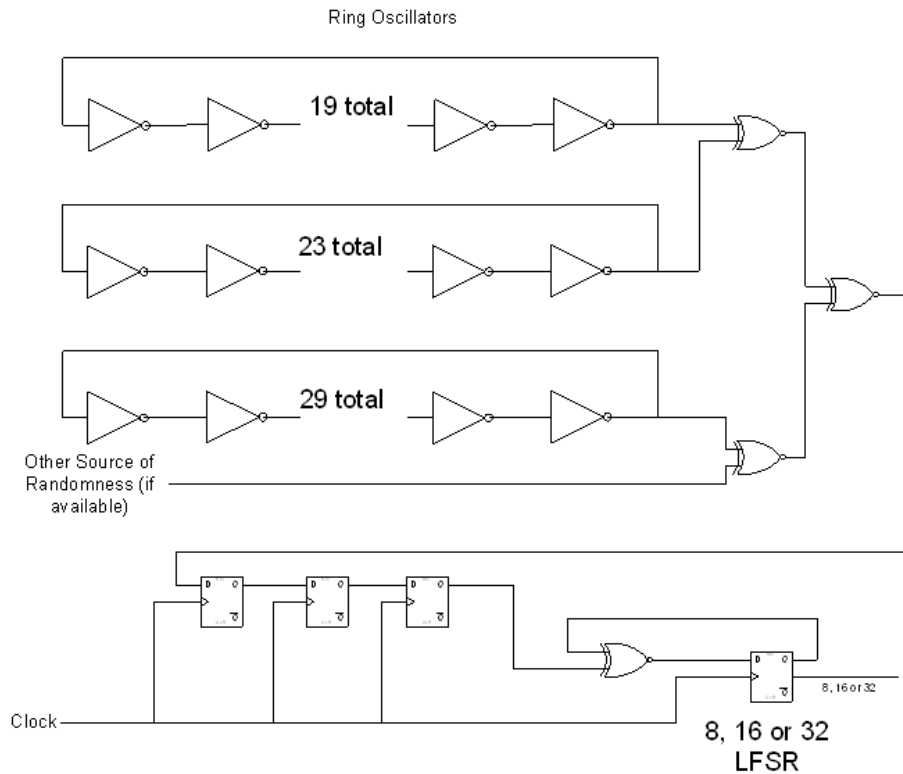 Ring Oscillators
19 total
23 total
29 total
Other Source of
Randomness (if
available)
D Q
Q
D Q
Q
D Q
Q
D Q
Q
8, 16 or 32
Clock
8, 16 or 32
LFSR